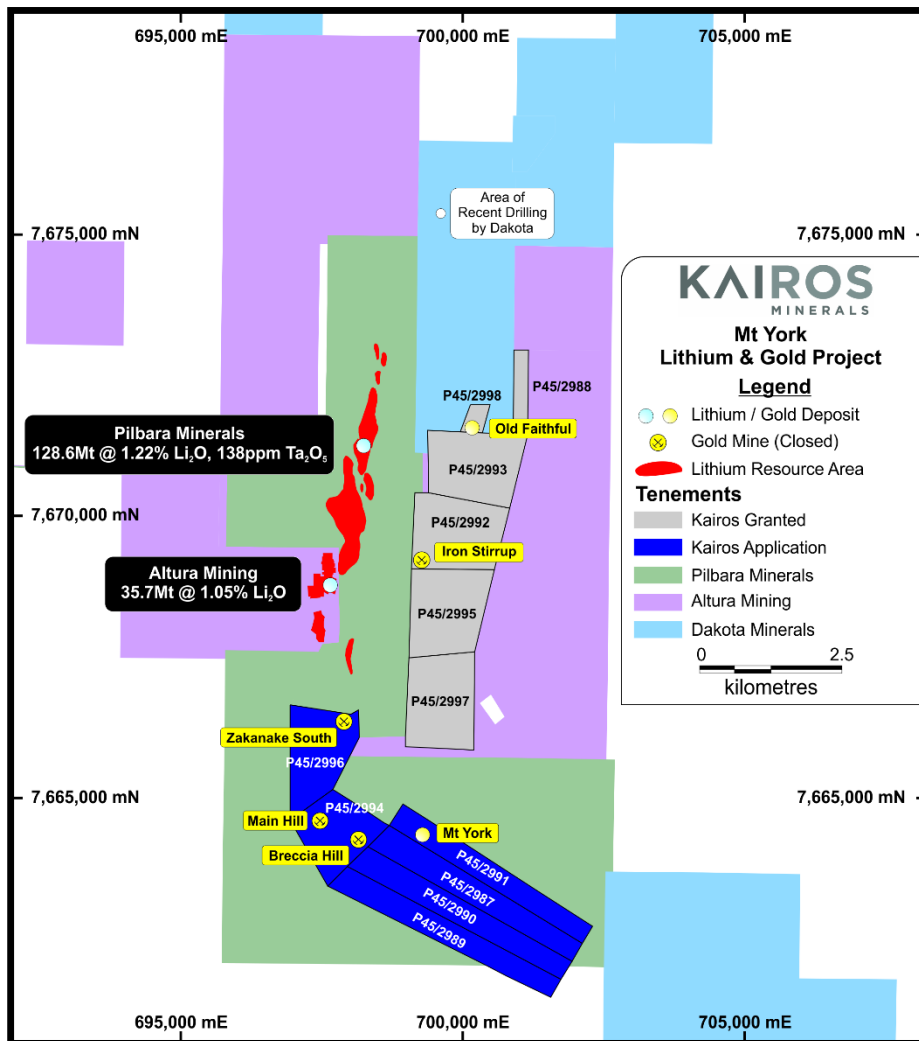 695,000 mE
700,000 mE
705,000 mE
Area of
Recent Drilling
by Dakota
7,675,000 mN
7,675,000 mN
KAIROS
MINERALS
Mt York
Lithium & Gold Project
Legend
Lithium / Gold Deposit
Gold Mine (Closed)
Lithium Resource Area
Tenements
Kairos Granted
Kairos Application
Pilbara Minerals
Altura Mining
Dakota Minerals
0 2.5
kilometres
P45/2988
P45/2998
Old Faithful
Pilbara Minerals
128.6Mt @ 1.22% Li₂O, 138ppm Ta₂O₅
P45/2993
7,670,000 mN
P45/2992
Iron Stirrup
Altura Mining
35.7Mt @ 1.05% Li₂O
P45/2995
P45/2997
Zakanake South
P45/2996
7,665,000 mN
7,665,000 mN
P45/2994
Main Hill
Mt York
Breccia Hill
P45/2991
P45/2987
P45/2990
P45/2989
695,000 mE
700,000 mE
705,000 mE